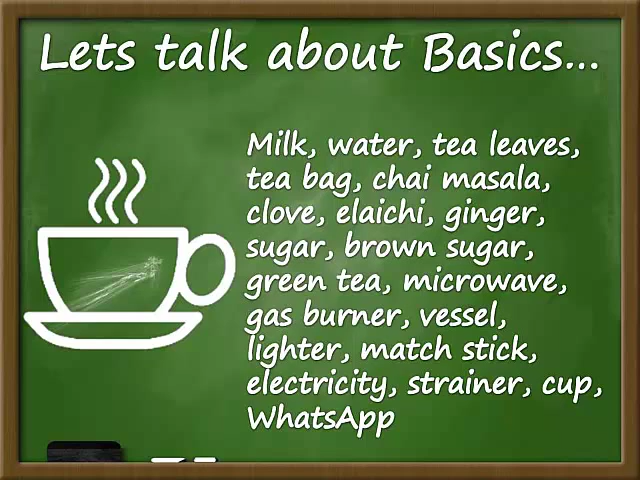 Lets talk about Basics...
Milk, water, tea leaves,
tea bag, chai masala,
clove, elaichi, ginger,
sugar, brown sugar,
green tea, microwave,
gas burner, vessel,
lighter, match stick,
electricity, strainer, cup,
WhatsApp